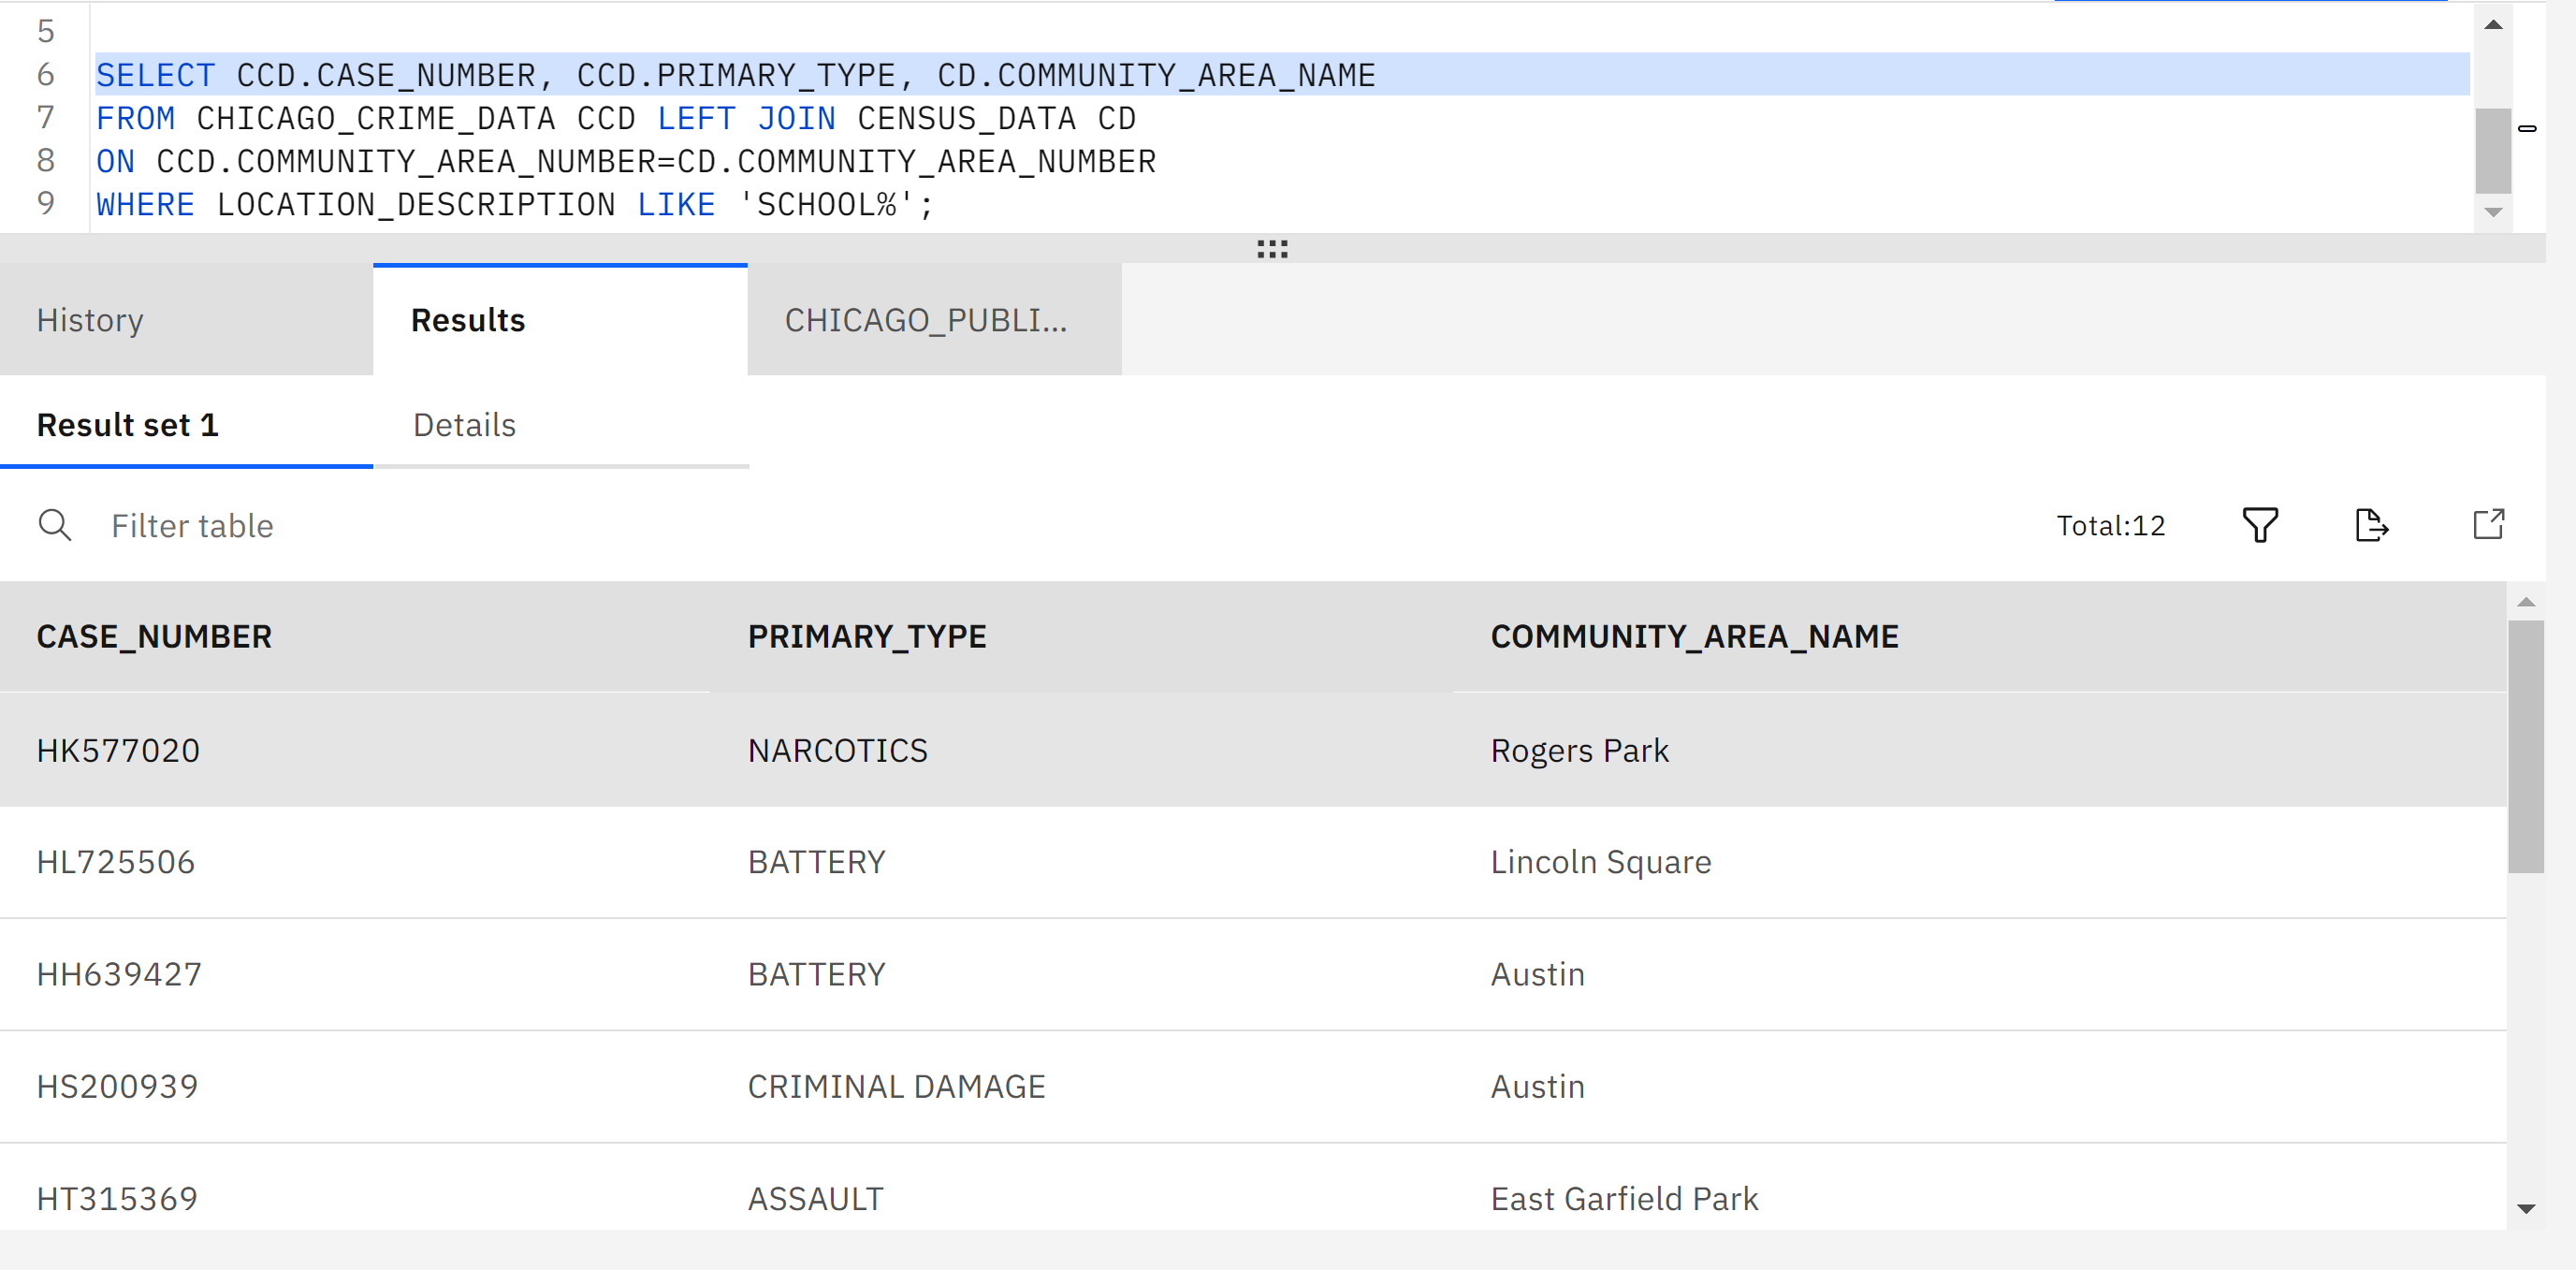 5
6 SELECT CCD.CASE_NUMBER, CCD.PRIMARY_TYPE, CD.COMMUNITY_AREA_NAME
7 FROM CHICAGO_CRIME_DATA CCD LEFT JOIN CENSUS_DATA CD
8 ON CCD.COMMUNITY_AREA_NUMBER=CD.COMMUNITY_AREA_NUMBER
9 WHERE LOCATION_DESCRIPTION LIKE 'SCHOOL%';
History Results CHICAGO_PUBLI...
Result set 1 Details
Filter table Total:12
CASE_NUMBER PRIMARY_TYPE COMMUNITY_AREA_NAME
HK577020 NARCOTICS Rogers Park
HL725506 BATTERY Lincoln Square
HH639427 BATTERY Austin
HS200939 CRIMINAL DAMAGE Austin
HT315369 ASSAULT East Garfield Park